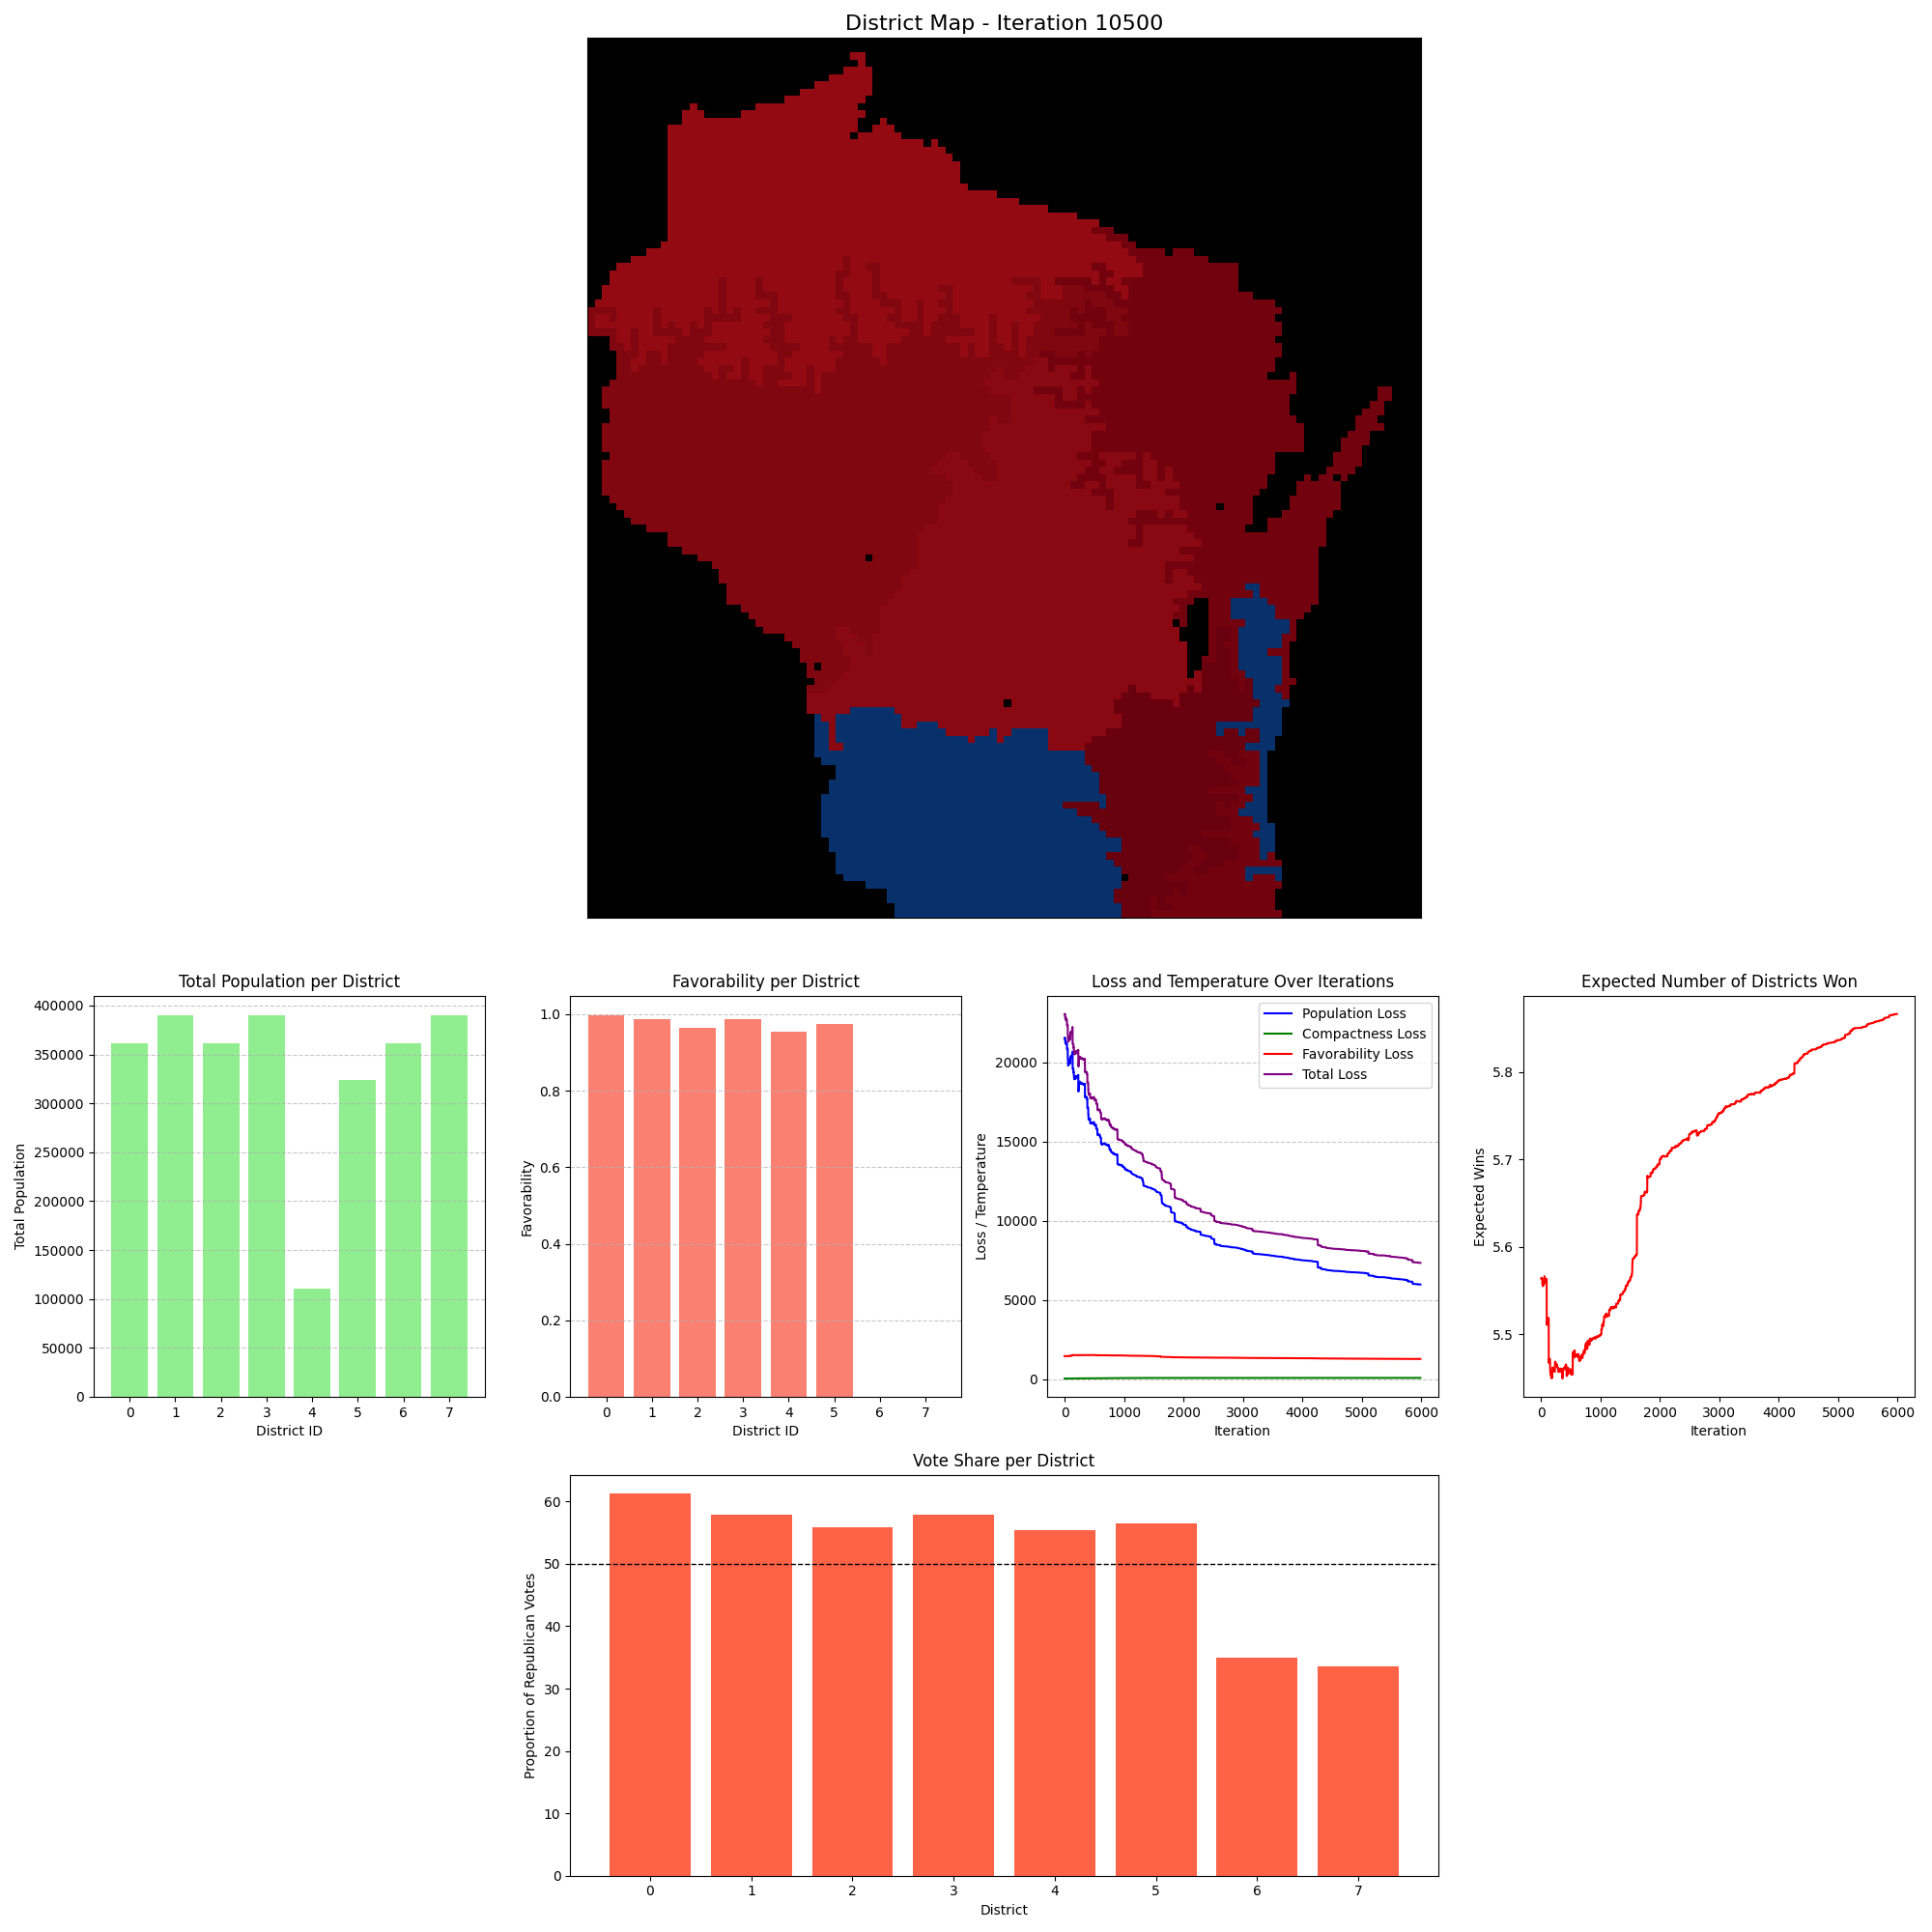 District Map - Iteration 10500
Total Population per District
Total Population
400000
350000
300000
250000
200000
150000
100000
50000
0
0 1 2 3 4 5 6 7
District ID
Favorability per District
Favorability
1.0
0.8
0.6
0.4
0.2
0.0
0 1 2 3 4 5 6 7
District ID
Loss and Temperature Over Iterations
Loss / Temperature
20000
15000
10000
5000
0
Population Loss
Compactness Loss
Favorability Loss
Total Loss
0 1000 2000 3000 4000 5000 6000
Iteration
Expected Number of Districts Won
Expected Wins
5.8
5.7
5.6
5.5
0 1000 2000 3000 4000 5000 6000
Iteration
Vote Share per District
Proportion of Republican Votes
60
50
40
30
20
10
0
0 1 2 3 4 5 6 7
District